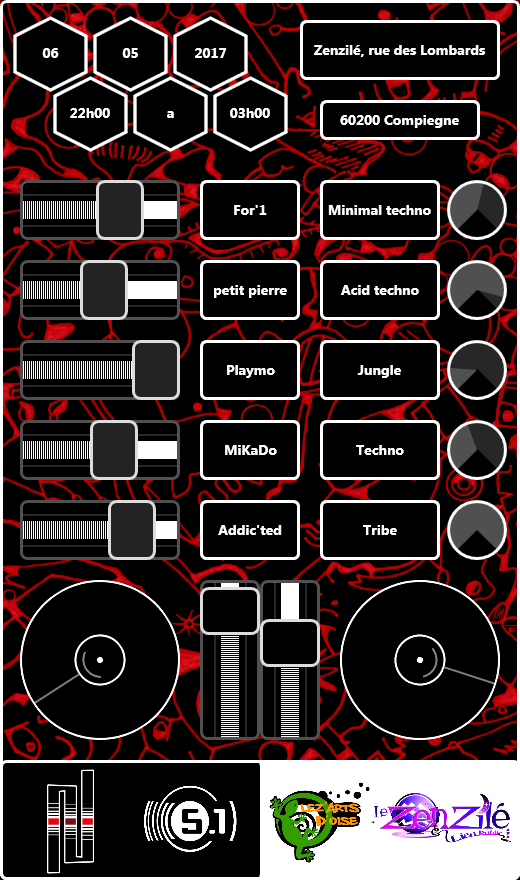 06
05
2017
Zenzilé, rue des Lombards
22h00
a
03h00
60200 Compiegne
For'1
Minimal techno
petit pierre
Acid techno
Playmo
Jungle
MiKaDo
Techno
Addic'ted
Tribe
5.1
LEZ'ARTS
D'OISE
le ZenZilé